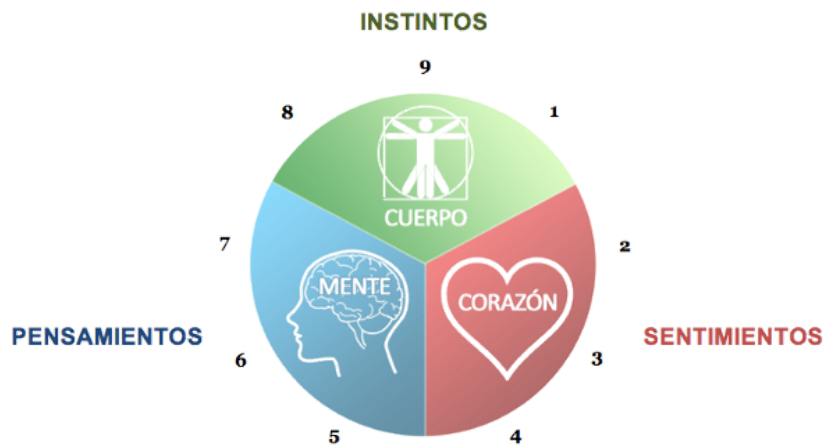 INSTINTOS
9
8
1
CUERPO
7
2
MENTE
CORAZÓN
PENSAMIENTOS
SENTIMIENTOS
6
3
5
4